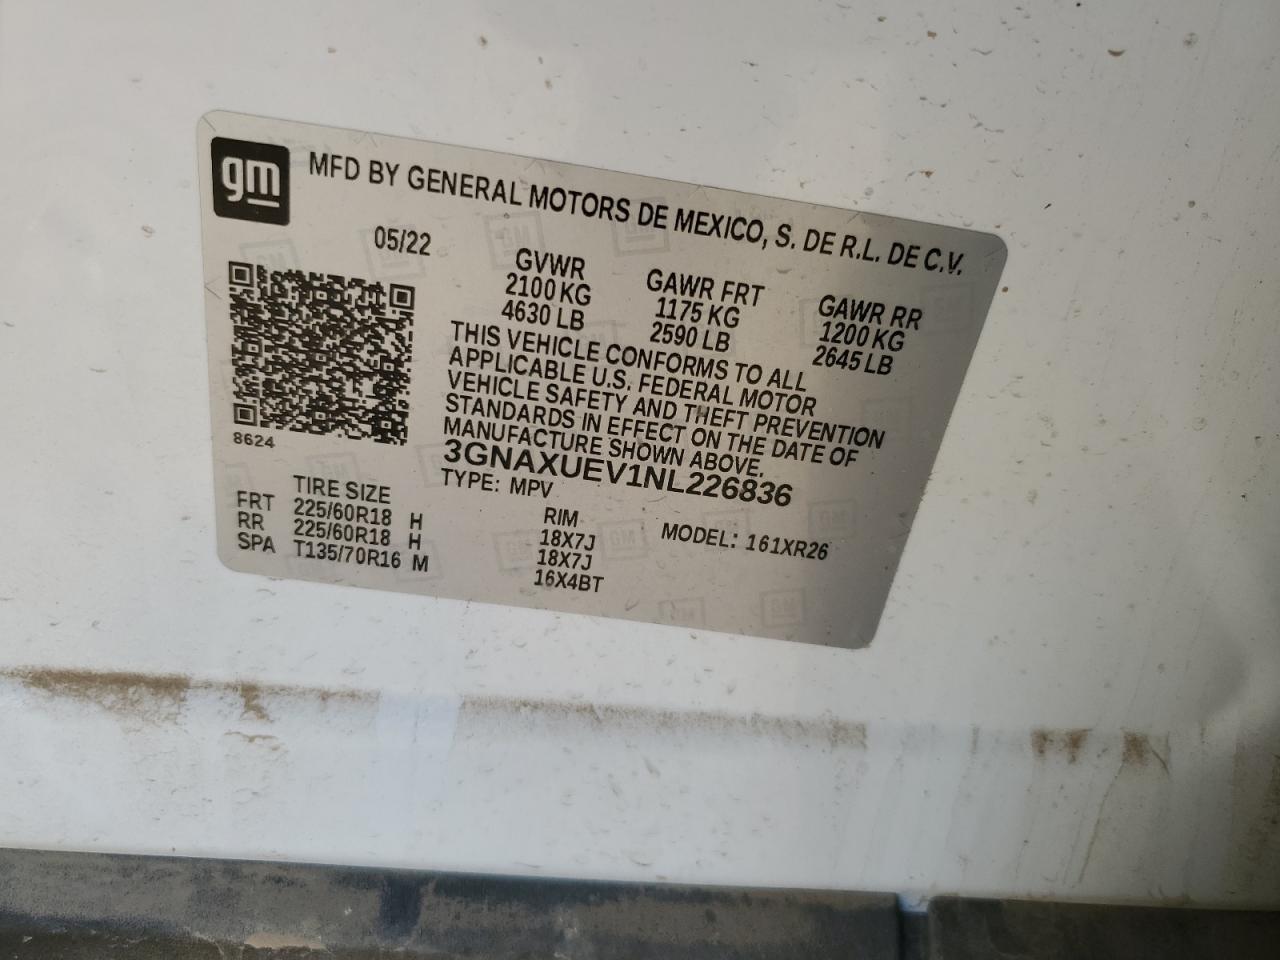 gm MFD BY GENERAL MOTORS DE MEXICO, S. DE R.L. DE C.V.
05/22
GVWR GAWR FRT GAWR RR
2100 KG 1175 KG 1200 KG
4630 LB 2590 LB 2645 LB
THIS VEHICLE CONFORMS TO ALL
APPLICABLE U.S. FEDERAL MOTOR
VEHICLE SAFETY AND THEFT PREVENTION
STANDARDS IN EFFECT ON THE DATE OF
MANUFACTURE SHOWN ABOVE.
8624
3GNAXUEV1NL226836
TYPE: MPV
MODEL: 161XR26
TIRE SIZE RIM
FRT 225/60R18 H 18X7J
RR 225/60R18 H 18X7J
SPA T135/70R16 M 16X4BT